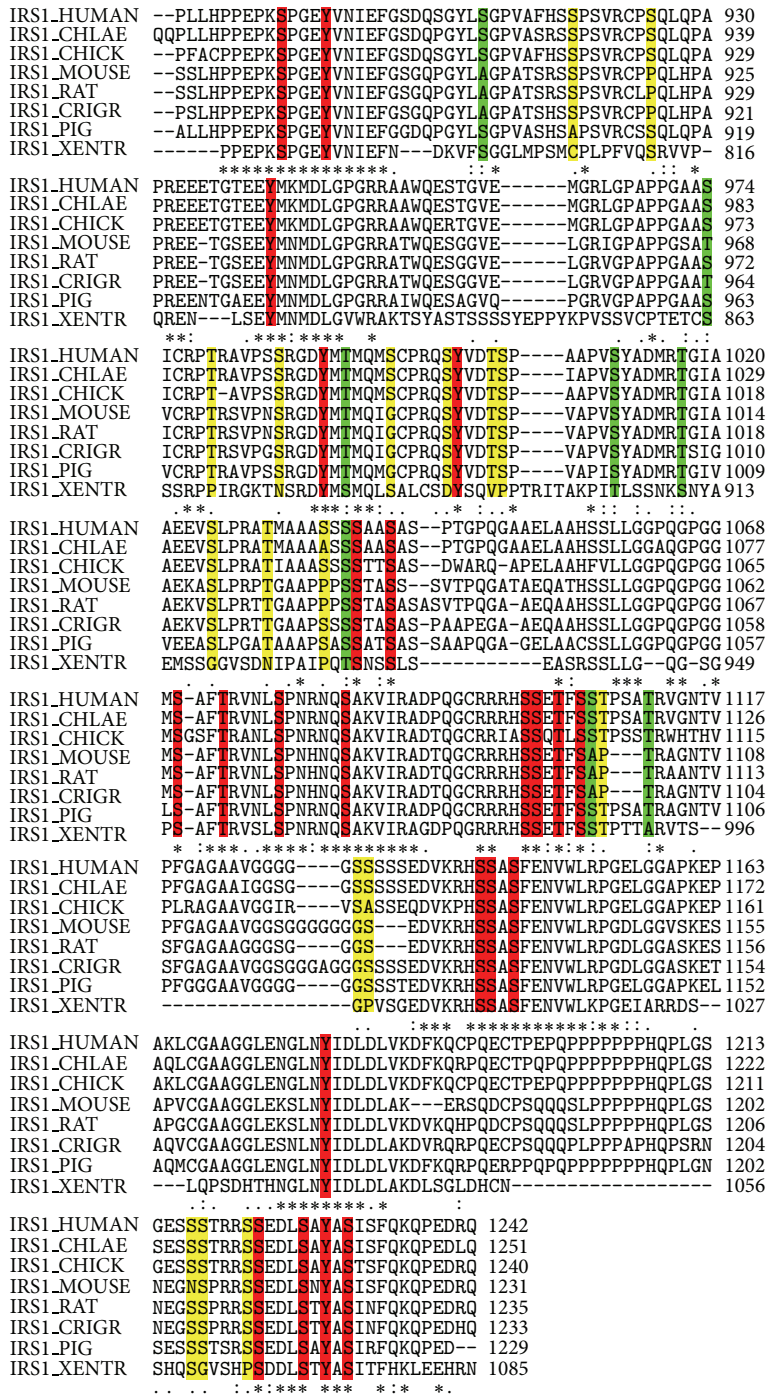 IRS1_HUMAN --PLLHPPEPKSPGEYVNIEFGSDQSGYLSGPVAFHSSPSVRCPSQLQPA 930
IRS1_CHLAE QQPLLHPPEPKSPGEYVNIEFGSDQSGYLSGPVAFHSSPSVRCPSQLQPA 939
IRS1_CHICK --PFACPPEPKSPGEYVNIEFGSDQPGYLSGPVASRSSPSVRCPSQLQPA 929
IRS1_MOUSE --SSLHPPEPKSPGEYVNIEFGSGQPGYLAGPATSRSSPSVRCPPQLHPA 925
IRS1_RAT --SSLHPPEPKSPGEYVNIEFGSGQPGYLAGPATSRSSPSVRCLPQLHPA 929
IRS1_CRIGR --PSLHPPEPKSPGEYVNIEFGSGQPGYLAGPATSHSSPSVRCPPQLHPA 921
IRS1_PIG --ALLHPPEPKSPGEYVNIEFGGDQPGYLSGPVASHSAPSVRCSSQLQPA 919
IRS1_XENTR ------PPEPKSPGEYVNIEFN---DKVFSGGLMPSMCPLPFVQSRVVP- 816
**************** . ::* .* . : . *
IRS1_HUMAN PREEETGTEEYMKMDLGPGRRAAWQESTGVE------MGRLGPAPPGAAS 974
IRS1_CHLAE PREEETGTEEYMKMDLGPGRRAAWQESTGVE------MGRLGPAPPGAAS 983
IRS1_CHICK PREEETGTEEYMKMDLGPGRRAAWQERTGVE------MGRLGPAPPGAAS 973
IRS1_MOUSE PREE-TGSEEYMNMDLGPGRRATWQESGGVE------LGRIGPAPPGSAT 968
IRS1_RAT PREE-TGSEEYMNMDLGPGRRATWQESGGVE------LGRVGPAPPGAAS 972
IRS1_CRIGR PREE-TGSEEYMNMDLGPGRRATWQESGGVE------LGRVGPAPPGAAT 964
IRS1_PIG PREENTGAEEYMNMDLGPGRRAAWQESAGVQ------PGRVGPAPPGAAS 963
IRS1_XENTR QREN---LSEYMNMDLGVWRAKTSYASTSSSSYEPPYKPVSSVCPTETCS 863
**: .***:**** * . . *. .:.:
IRS1_HUMAN ICRPTRAVPSSRGDYMTMQMSCPRQSYVDTSP----AAPVSYADMRTGIA 1020
IRS1_CHLAE ICRPTRAVPSSRGDYMTMQMSCPRQSYVDTSP----IAPVSYADMRTGIA 1029
IRS1_CHICK ICRPT-AVPSSRGDYMTMQMSCPRQSYVDTSP----AAPVSYADMRTGIA 1018
IRS1_MOUSE VCRPTRSVPNSRGDYMTMQIGCPRQSYVDTSP----VAPVSYADMRTGIA 1014
IRS1_RAT ICRPTRSVPNSRGDYMTMQIGCPRQSYVDTSP----VAPVSYADMRTGIA 1018
IRS1_CRIGR ICRPTRSVPGSRGDYMTMQIGCPRQSYVDTSP----VAPVSYADMRTSIG 1010
IRS1_PIG VCRPTRAVPSSRGDYMTMQMGCPRQSYVDTSP----VAPISYADMRTGIV 1009
IRS1_XENTR SSRPPIRGKTNSRDYMSMQLSALCSDYSQVPPTRITAKPITLSSNKSNYA 913
.**. . ***:**:.. ..* :. * *:: :. ::.
IRS1_HUMAN AEEVSLPRATMAAASSSSAASAS--PTGPQGAAELAAHSSLLGGPQGPGG 1068
IRS1_CHLAE AEEVSLPRATMAAAASSSAASAS--PTGPQGAAELAAHSSLLGAQGPGG 1077
IRS1_CHICK AEEVSLPRATIAAASSSSTTSAS--DWARQ-APELAAHFVLLGGPQGPGG 1065
IRS1_MOUSE AEKASLPRPTGAAPPSSSTASSS--SVTPQGATAEQATHSSLLGGPQGPGG 1062
IRS1_RAT AEKVSLPRTTGAAPPPSSTASASASVTPQGA-AEQAAHSSLLGGPQGPGG 1067
IRS1_CRIGR AEKVSLPRTTGAAPSSSSTASAS-PAAPEGA-AEQAAHSSLLGGPQGPGG 1058
IRS1_PIG VEEASLPGATAAAPSASSATSAS-SAAPQGA-GELAACSSLLGGPQGPGG 1057
IRS1_XENTR EMSSGGVSDNIPAIPQTSNSSLS-----------EASRSSLLG--QG-SG 949
. . . .* . :* :* *
IRS1_HUMAN MS-AFTRVNLSPNRNQSAKVIRADPQGCRRRHSSETFSSTPSATRVGNTV 1117
IRS1_CHLAE MS-AFTRVNLSPNRNQSAKVIRADPQGCRRRHSSETFSSTPSATRVGNTV 1126
IRS1_CHICK MSGSFTRANLSPNRNQSAKVIRADTQGCRRIASSQTLSSTPSSTRWHTHV 1115
IRS1_MOUSE MS-AFTRVNLSPNHNQSAKVIRADTQGCRRRHSSETFSAP---TRAGNTV 1108
IRS1_RAT MS-AFTRVNLSPNHNQSAKVIRADTQGCRRRHSSETFSAP---TRAANTV 1113
IRS1_CRIGR MS-AFTRVNLSPNHNQSAKVIRADTQGCRRRHSSETFSAP---TRAGNTV 1104
IRS1_PIG LS-AFTRVNLSPNRNQSAKVIRADPQGCRRRHSSETFSSTPSATRAGNTV 1106
IRS1_XENTR PS-AFTRVSLSPNRNQSAKVIRAGDPQGRRRHSSETFSSTPTTARVTS-- 996
* :***..****:********* ** **:*:. :*
IRS1_HUMAN PFGAGAAVGGGG----GSSSSSEDVKRHSSASFENVWLRPGELGGAPKEP 1163
IRS1_CHLAE PFGAGAAIGGSG----GSSSSSEDVKRHSSASFENVWLRPGELGGAPKEP 1172
IRS1_CHICK PLRAGAAVGGIR----VSASSEQDVKPHSSASFENVWLRPGELGGAPKEP 1161
IRS1_MOUSE PFGAGAAVGGSGGGGGGGS---EDVKRHSSASFENVWLRPGDLGGVSKES 1155
IRS1_RAT SFGAGAAGGGSG----GGS---EDVKRHSSASFENVWLRPGDLGGASKES 1156
IRS1_CRIGR SFGAGAAVGGSGGGAGGGGSSSSEDVKRHSSASFENVWLRPGDLGGASKET 1154
IRS1_PIG PFGGGAAVGGGG----GGSSSTEDVKRHSSASFENVWLRPGELGGAPKEL 1152
IRS1_XENTR -----------------GPVSGEDVKRHSSASFENVWLKPGEIARRDS-- 1027
.. :*** ***************:**::. .
IRS1_HUMAN AKLCGAAGGLENGLNYIDLDLVKDFKQCPQECTPEPQPPPPPPPHQPLGS 1213
IRS1_CHLAE AQLCGAAGGLENGLNYIDLDLVKDFKQRPQECTPQPQPPPPPPPHQPLGS 1222
IRS1_CHICK AKLCGAAGGLENGLNYIDLDLVKDFKQCPQECTPEPQPPPPPPPHQPLGS 1211
IRS1_MOUSE APVCGAAGGLEKSLNYIDLDLAK---ERSQDCPSQQQSLPPPPPHQPLGS 1202
IRS1_RAT APGCGAAGGLEKSLNYIDLDLVKDVKQHPQDCPSQQQSLPPPPPHQPLGS 1206
IRS1_CRIGR AQVCGAAGGLESNLNYIDLDLVKDVRQRPQECPSQQQPLPPPAPHQPSRN 1204
IRS1_PIG AQMCGAAGGLENGLNYIDLDLVKDFKQRPQERPPQPQPPPPPPPHQPLGN 1202
IRS1_XENTR ---LQPSDHTHNGLNYIDLDLAKDLSGLDHCN------------------ 1056
.: ...********.* :
IRS1_HUMAN GESSSTRRSSEDLSAYASISFQKQPEDRQ 1242
IRS1_CHLAE SESSSTRRSSEDLSAYASISFQKQPEDRQ 1251
IRS1_CHICK GESSSTRRSSEDLSAYASTSFQKQPEDRQ 1240
IRS1_MOUSE NEGNSPRRSSEDLSNYASISFQKQPEDRQ 1231
IRS1_RAT NEGSSPRRSSEDLSTYASINFQKQPEDRQ 1235
IRS1_CRIGR NEGSSPRRSSEDLSTYASINFQKQPEDHQ 1233
IRS1_PIG SESSSTSRSSEDLSAYASIRFQKQPED-- 1229
IRS1_XENTR SHQSGVSHPSDDLSTYASITFHKLEEHRN 1085
. . .. :.*:*** *** *:* *.